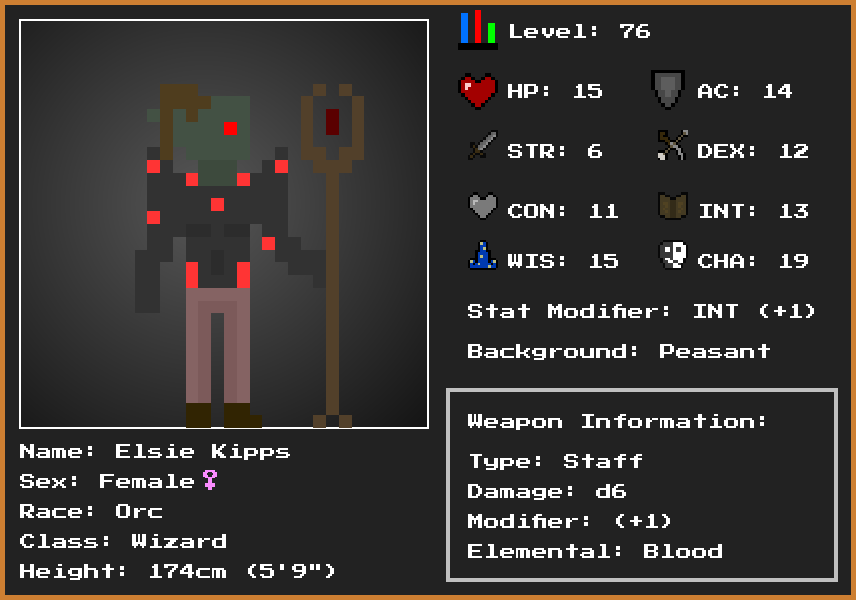 Level: 76
HP: 15 AC: 14
STR: 6 DEX: 12
CON: 11 INT: 13
WIS: 15 CHA: 19
Stat Modifier: INT (+1)
Background: Peasant
Weapon Information:
Type: Staff
Damage: d6
Modifier: (+1)
Elemental: Blood
Name: Elsie Kipps
Sex: Female♀
Race: Orc
Class: Wizard
Height: 174cm (5'9")